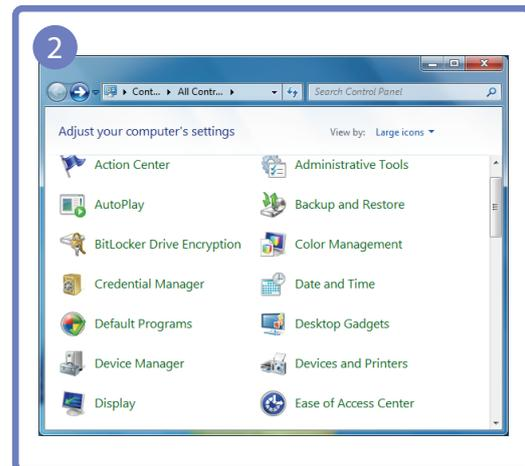 2
Cont... All Contr... Search Control Panel
Adjust your computer's settings View by: Large icons
Action Center Administrative Tools
AutoPlay Backup and Restore
BitLocker Drive Encryption Color Management
Credential Manager Date and Time
Default Programs Desktop Gadgets
Device Manager Devices and Printers
Display Ease of Access Center